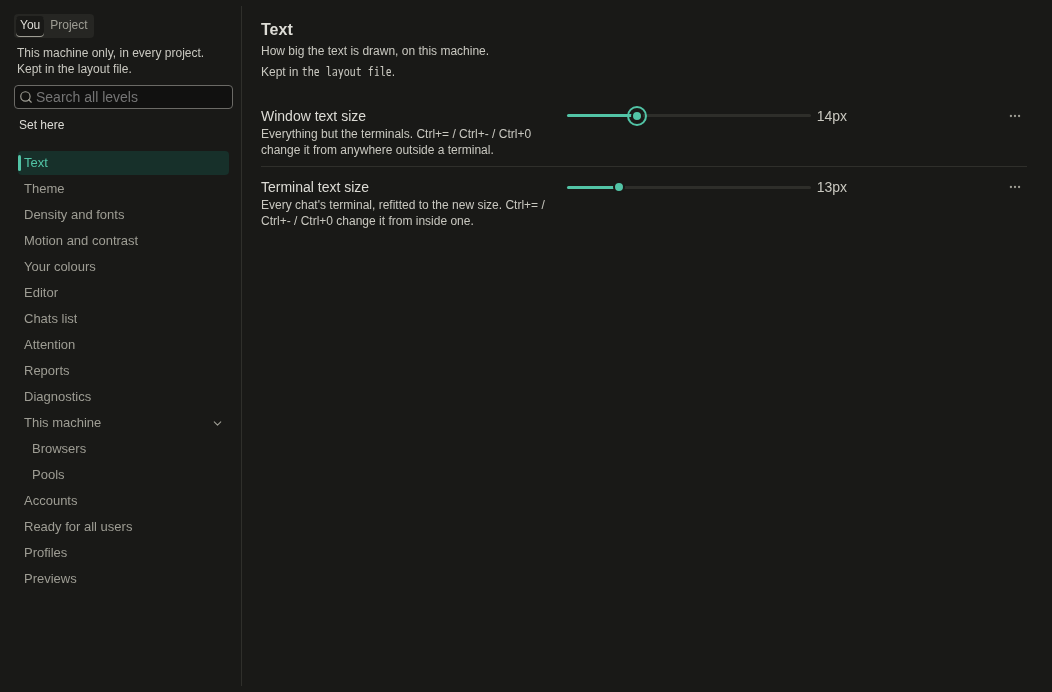 You Project
This machine only, in every project.
Kept in the layout file.
Search all levels
Set here
Text
Theme
Density and fonts
Motion and contrast
Your colours
Editor
Chats list
Attention
Reports
Diagnostics
This machine
Browsers
Pools
Accounts
Ready for all users
Profiles
Previews
Text
How big the text is drawn, on this machine.
Kept in the layout file.
Window text size
14px
Everything but the terminals. Ctrl+= / Ctrl+- / Ctrl+0
change it from anywhere outside a terminal.
Terminal text size
13px
Every chat's terminal, refitted to the new size. Ctrl+= /
Ctrl+- / Ctrl+0 change it from inside one.